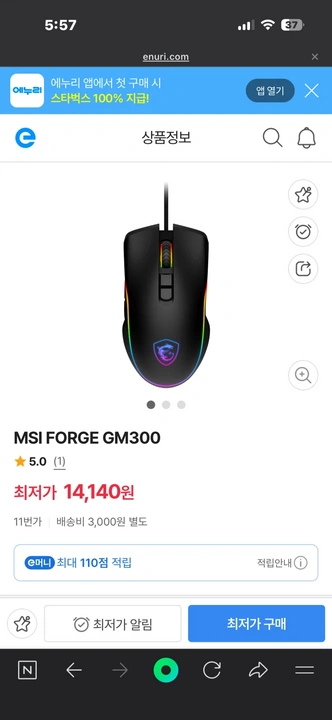 5:57
37
enuri.com
에누리
에누리 앱에서 첫 구매 시
스타벅스 100% 지급!
앱 열기
상품정보
MSI FORGE GM300
5.0 (1)
최저가 14,140원
11번가 배송비 3,000원 별도
e머니 최대 110점 적립
적립안내
최저가 알림
최저가 구매